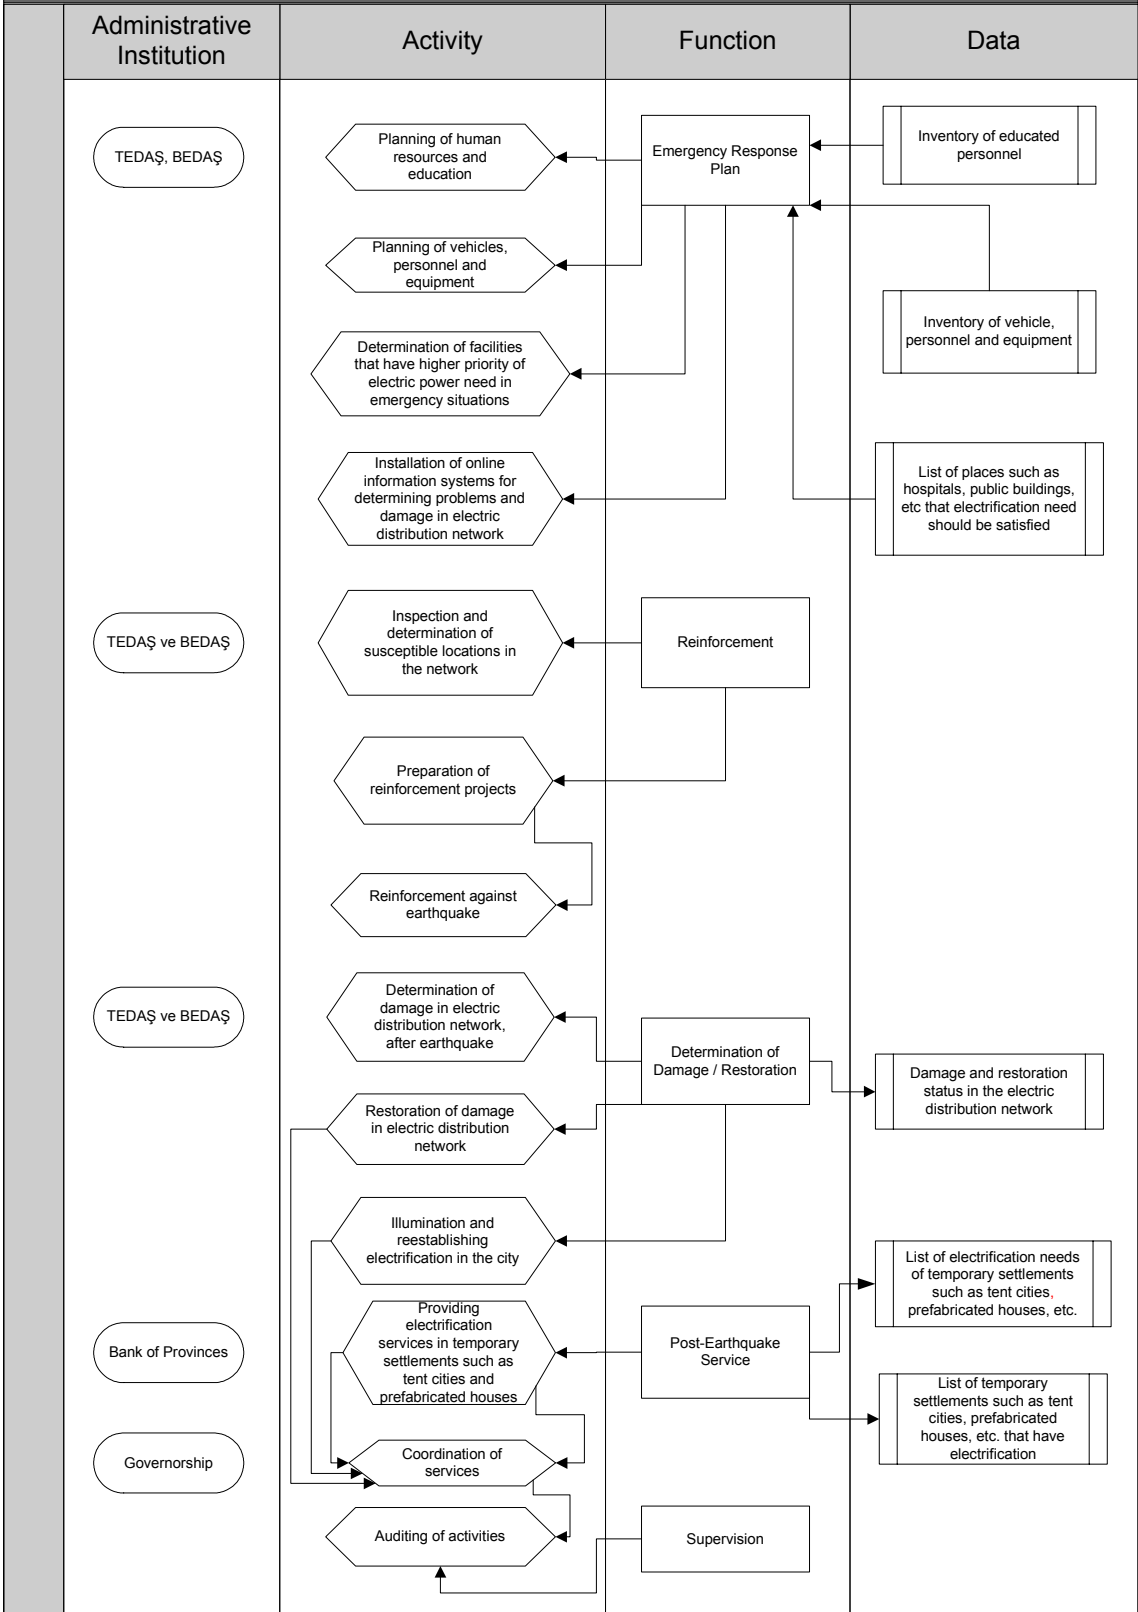 Administrative
Institution
Activity
Function
Data
TEDAŞ, BEDAŞ
Planning of human
resources and
education
Emergency Response
Plan
Inventory of educated
personnel
Planning of vehicles,
personnel and
equipment
Inventory of vehicle,
personnel and equipment
Determination of facilities
that have higher priority of
electric power need in
emergency situations
Installation of online
information systems for
determining problems and
damage in electric
distribution network
List of places such as
hospitals, public buildings,
etc that electrification need
should be satisfied
TEDAŞ ve BEDAŞ
Inspection and
determination of
susceptible locations in
the network
Reinforcement
Preparation of
reinforcement projects
Reinforcement against
earthquake
TEDAŞ ve BEDAŞ
Determination of
damage in electric
distribution network,
after earthquake
Determination of
Damage / Restoration
Damage and restoration
status in the electric
distribution network
Restoration of damage
in electric distribution
network
Illumination and
reestablishing
electrification in the city
List of electrification needs
of temporary settlements
such as tent cities,
prefabricated houses, etc.
Bank of Provinces
Providing
electrification
services in temporary
settlements such as
tent cities and
prefabricated houses
Post-Earthquake
Service
List of temporary
settlements such as tent
cities, prefabricated
houses, etc. that have
electrification
Governorship
Coordination of
services
Auditing of activities
Supervision